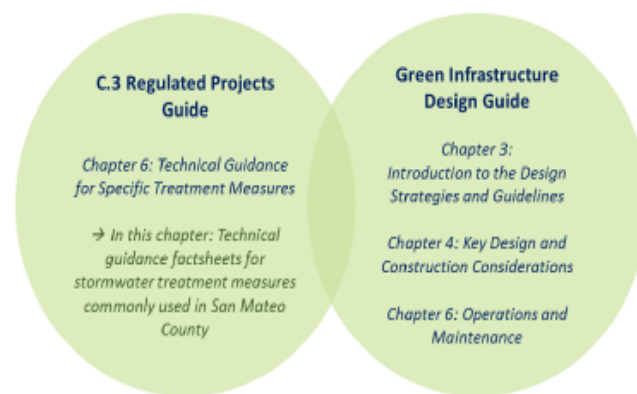 C.3 Regulated Projects
Guide
Chapter 6: Technical Guidance
for Specific Treatment Measures
→ In this chapter: Technical
guidance factsheets for
stormwater treatment measures
commonly used in San Mateo
County
Green Infrastructure
Design Guide
Chapter 3:
Introduction to the Design
Strategies and Guidelines
Chapter 4: Key Design and
Construction Considerations
Chapter 6: Operations and
Maintenance